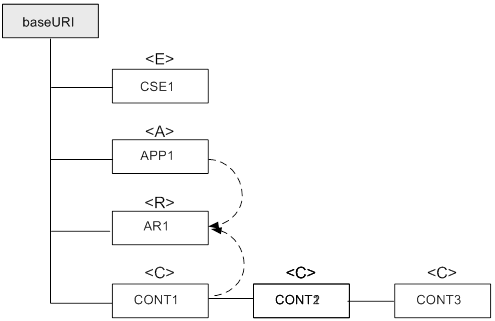 baseURI
<E>
CSE1
<A>
APP1
<R>
AR1
<C>
CONT1
<C>
CONT2
<C>
CONT3